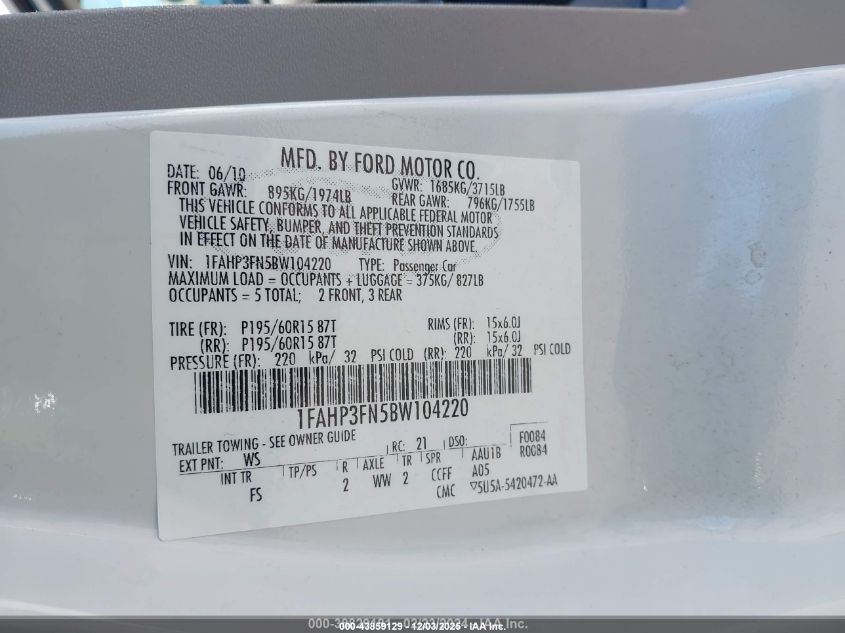 MFD. BY FORD MOTOR CO.
DATE: 06/10
GVWR: 1685KG/3715LB
FRONT GAWR: 895KG/1974LB
REAR GAWR: 796KG/1755LB
THIS VEHICLE CONFORMS TO ALL APPLICABLE FEDERAL MOTOR
VEHICLE SAFETY, BUMPER, AND THEFT PREVENTION STANDARDS
IN EFFECT ON THE DATE OF MANUFACTURE SHOWN ABOVE.
VIN: 1FAHP3FN5BW104220 TYPE: Passenger Car
MAXIMUM LOAD = OCCUPANTS + LUGGAGE = 375KG/ 827LB
OCCUPANTS = 5 TOTAL; 2 FRONT, 3 REAR
TIRE (FR): P195/60R15 87T RIMS (FR): 15x6.0J
(RR): P195/60R15 87T (RR): 15x6.0J
PRESSURE (FR): 220 kPa/ 32 PSI COLD (RR): 220 kPa/ 32 PSI COLD
1FAHP3FN5BW104220
TRAILER TOWING - SEE OWNER GUIDE
EXT PNT: WS RC: 21 DSO: F0084
R0084
INT TR TP/PS R AXLE TR SPR AAU1B
FS 2 WW 2 CCFF A05
CMC ▽5U5A-5420472-AA
000-43859129 - 12/03/2025 - IAA Inc.